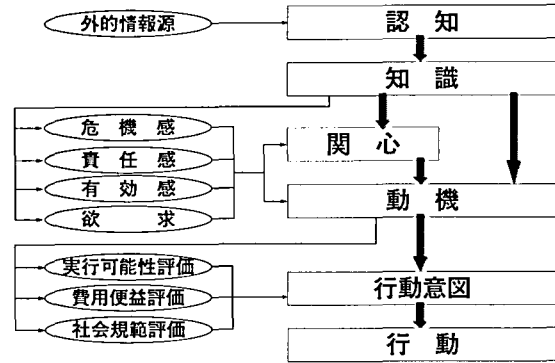 外的情報源
認知
知識
危機感
責任感
有効感
欲求
関心
動機
実行可能性評価
費用便益評価
社会規範評価
行動意図
行動